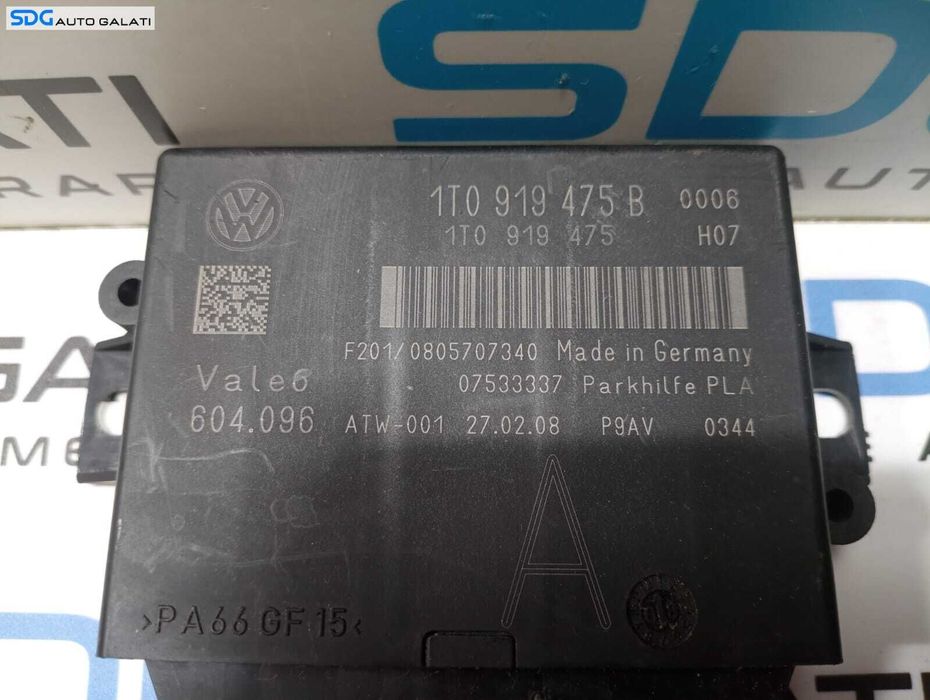 SDG AUTO GALATI
SD
1T0 919 475 B 0006
1T0 919 475 H07
F201/0805707340 Made in Germany
Valeo 07533337 Parkhilfe PLA
604.096 ATW-001 27.02.08 P9AV 0344
A
>PA66 GF15<